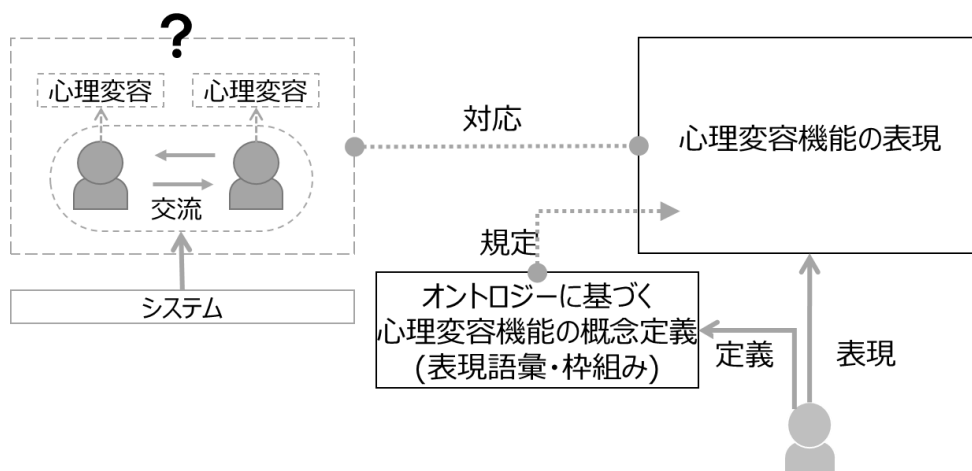 ?
心理変容
心理変容
交流
システム
対応
心理変容機能の表現
規定
オントロジーに基づく
心理変容機能の概念定義
(表現語彙・枠組み)
定義
表現